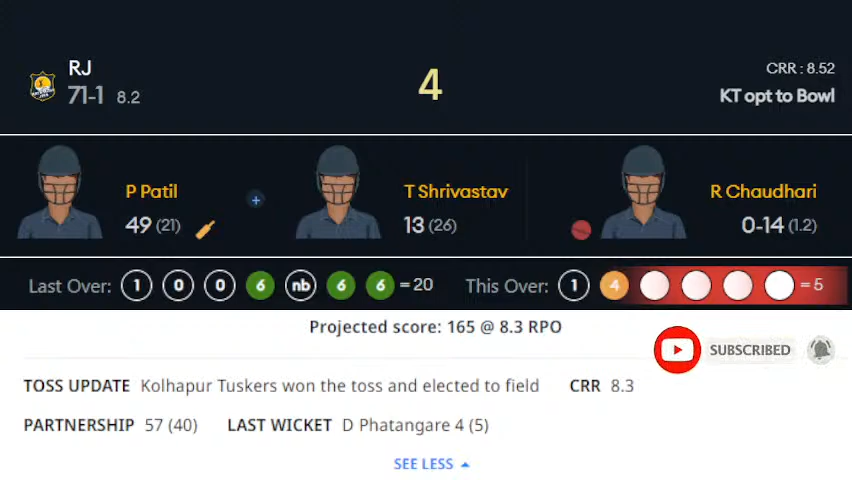 RJ
71-1 8.2
4
CRR : 8.52
KT opt to Bowl
P Patil
49 (21)
+
T Shrivastav
13 (26)
R Chaudhari
0-14 (1.2)
Last Over: 1 0 0 6 nb 6 6 = 20
This Over: 1 4 = 5
Projected score: 165 @ 8.3 RPO
SUBSCRIBED
TOSS UPDATE Kolhapur Tuskers won the toss and elected to field CRR 8.3
PARTNERSHIP 57 (40) LAST WICKET D Phatangare 4 (5)
SEE LESS